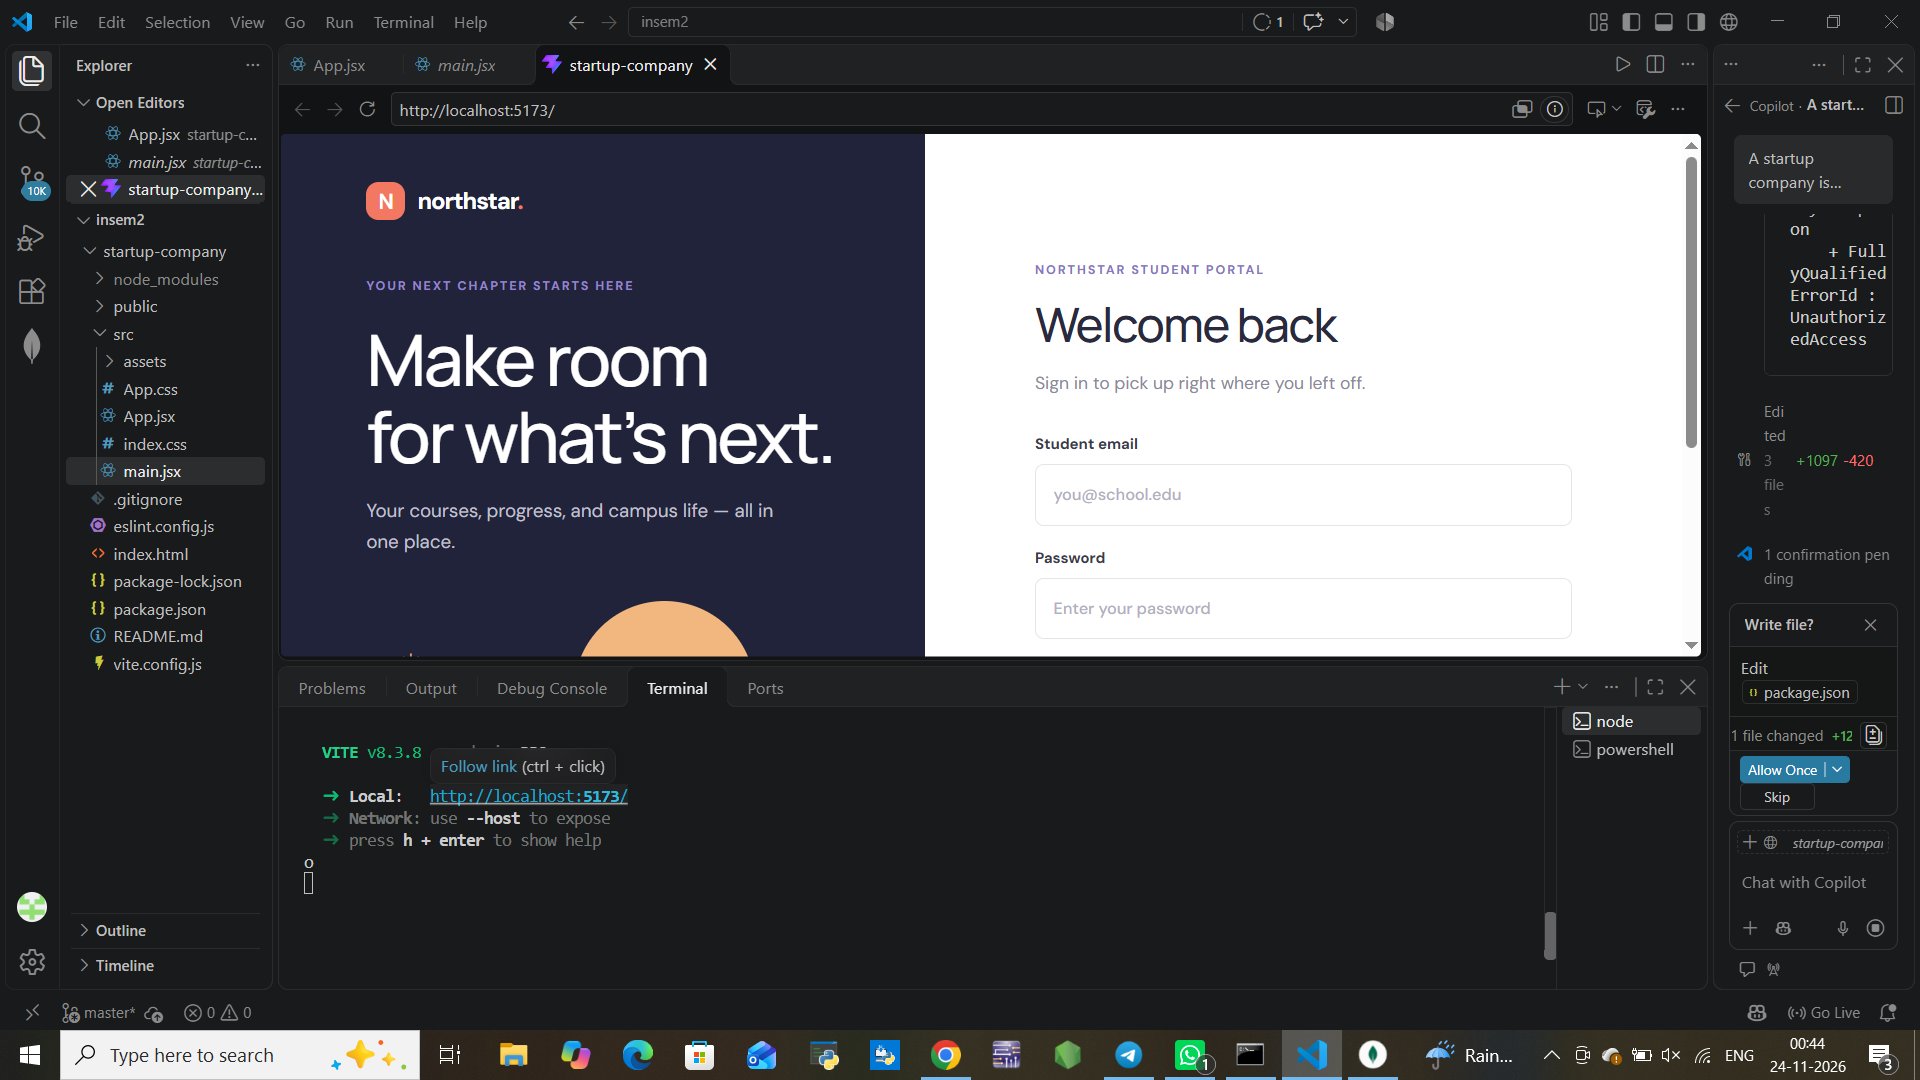 File Edit Selection View Go Run Terminal Help
insem2
1
Explorer
Open Editors
App.jsx startup-c...
main.jsx startup-c...
startup-company...
insem2
startup-company
node_modules
public
src
assets
App.css
App.jsx
index.css
main.jsx
.gitignore
eslint.config.js
index.html
package-lock.json
package.json
README.md
vite.config.js
Outline
Timeline
10K
App.jsx
main.jsx
startup-company
http://localhost:5173/
N
northstar.
YOUR NEXT CHAPTER STARTS HERE
Make room
for what's next.
Your courses, progress, and campus life — all in
one place.
NORTHSTAR STUDENT PORTAL
Welcome back
Sign in to pick up right where you left off.
Student email
you@school.edu
Password
Enter your password
Problems Output Debug Console Terminal Ports
VITE v8.3.8
Follow link (ctrl + click)
➜ Local: http://localhost:5173/
➜ Network: use --host to expose
➜ press h + enter to show help
o
node
powershell
Copilot · A start...
A startup
company is...
on
+ Full
yQualified
ErrorId :
Unauthoriz
edAccess
Edi
ted
3 +1097 -420
file
s
1 confirmation pen
ding
Write file?
Edit
package.json
1 file changed +12
Allow Once
Skip
startup-compan
Chat with Copilot
master*
0 0
Go Live
Type here to search
1
Rain...
ENG
00:44
24-11-2026
3